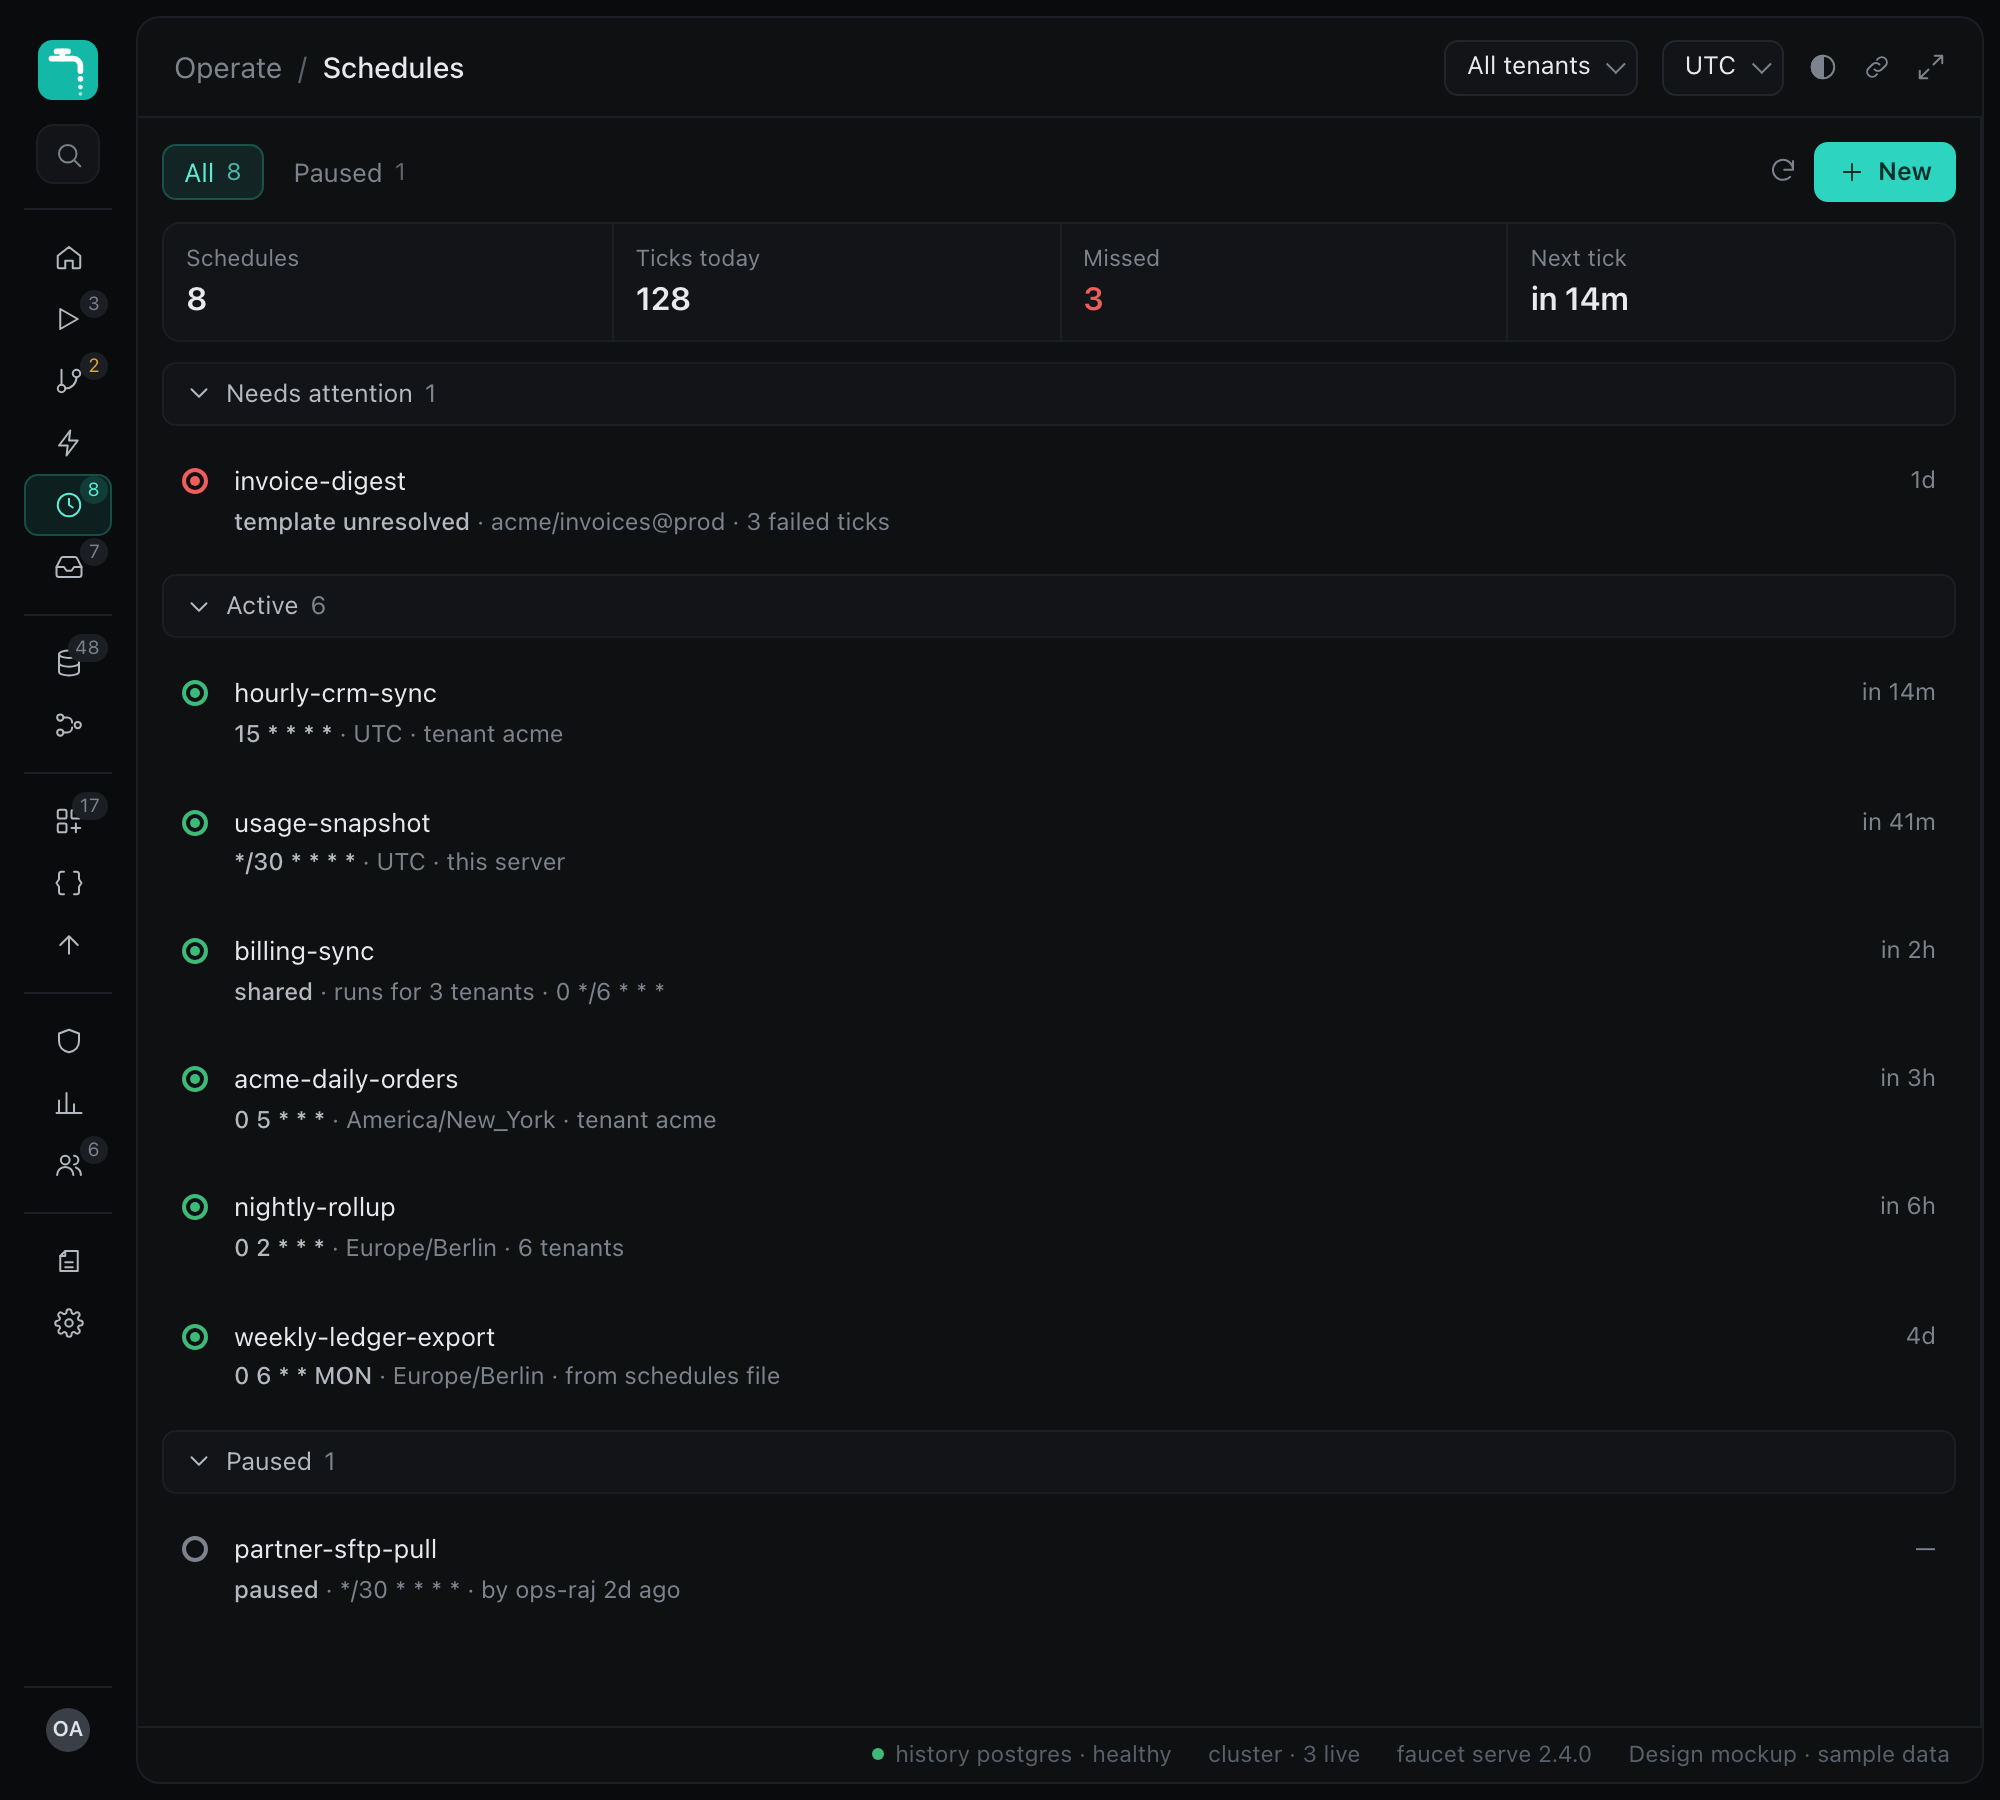 Operate / Schedules
All tenants
UTC
All 8
Paused 1
+ New
Schedules
8
Ticks today
128
Missed
3
Next tick
in 14m
3
2
8
7
48
17
6
OA
Needs attention 1
invoice-digest
1d
template unresolved · acme/invoices@prod · 3 failed ticks
Active 6
hourly-crm-sync
in 14m
15 * * * * · UTC · tenant acme
usage-snapshot
in 41m
*/30 * * * * · UTC · this server
billing-sync
in 2h
shared · runs for 3 tenants · 0 */6 * * *
acme-daily-orders
in 3h
0 5 * * * · America/New_York · tenant acme
nightly-rollup
in 6h
0 2 * * * · Europe/Berlin · 6 tenants
weekly-ledger-export
4d
0 6 * * MON · Europe/Berlin · from schedules file
Paused 1
partner-sftp-pull
—
paused · */30 * * * * · by ops-raj 2d ago
history postgres · healthy
cluster · 3 live
faucet serve 2.4.0
Design mockup · sample data